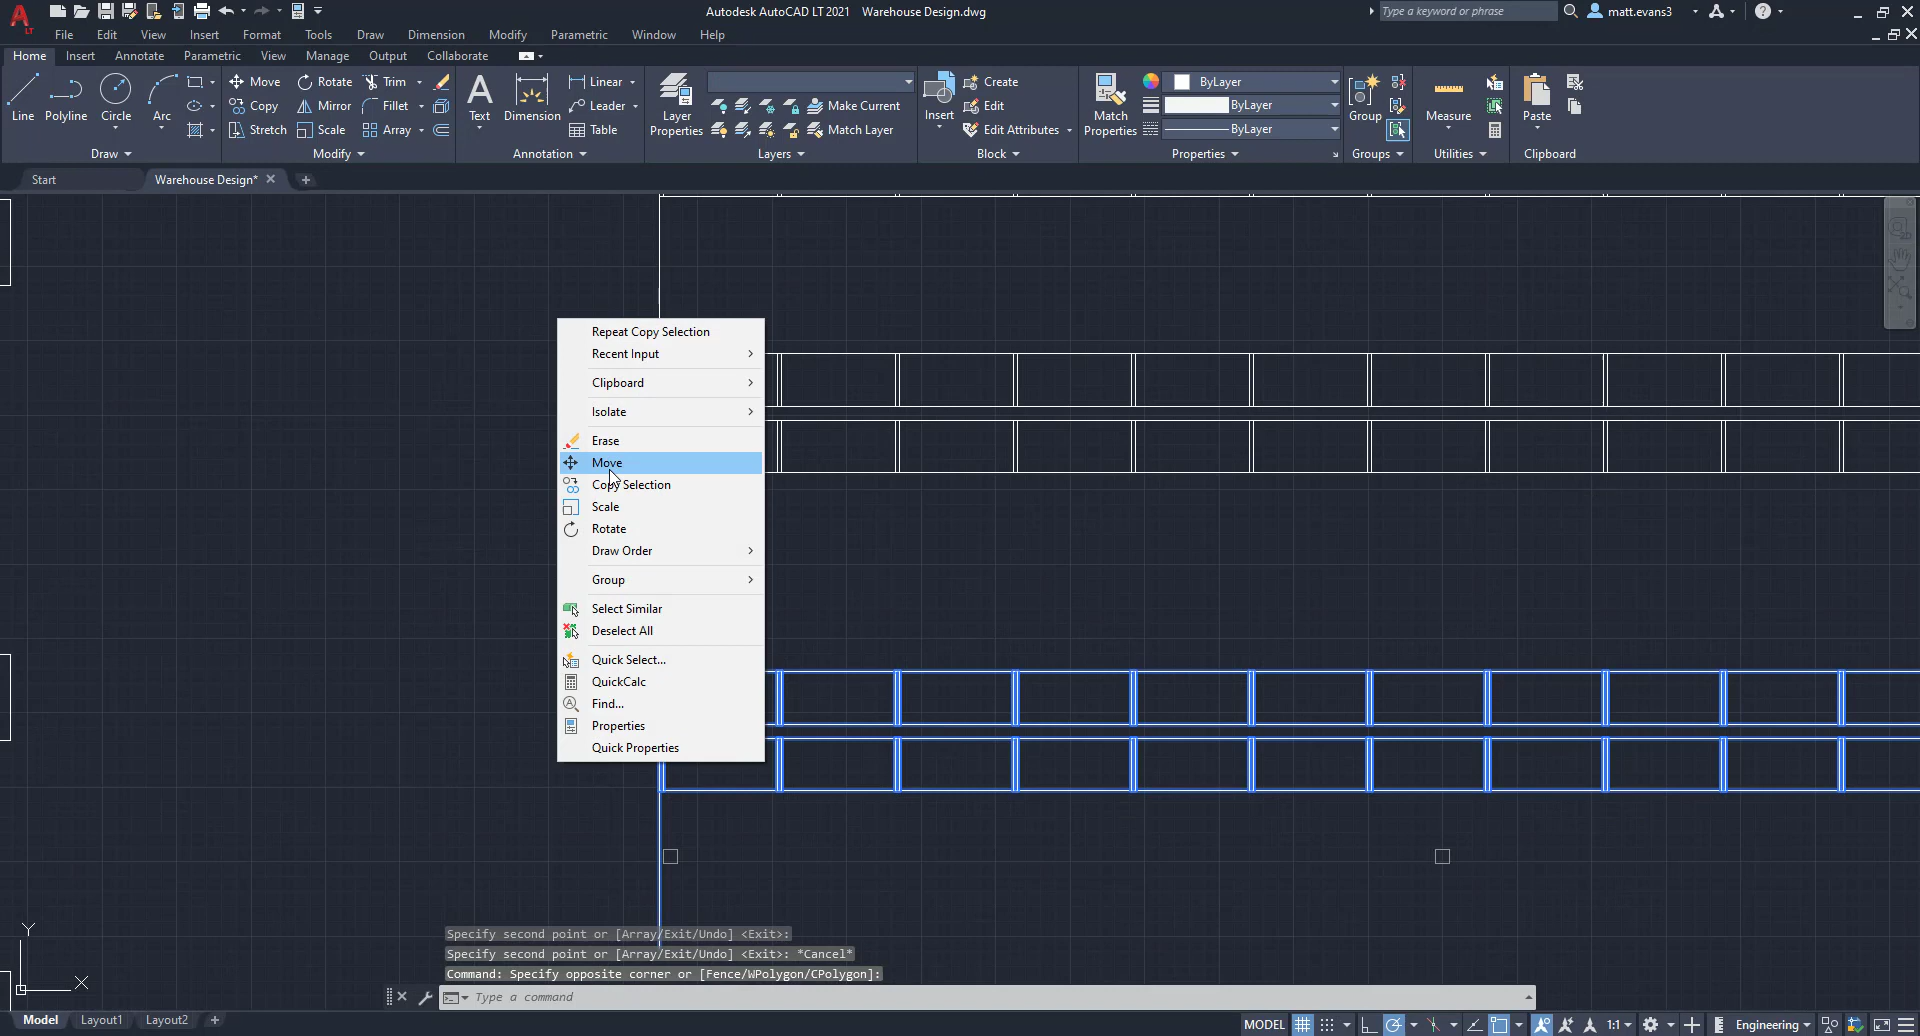 Autodesk AutoCAD LT 2021 Warehouse Design.dwg
Type a keyword or phrase
matt.evans3
File Edit View Insert Format Tools Draw Dimension Modify Parametric Window Help
Home Insert Annotate Parametric View Manage Output Collaborate
Line Polyline Circle Arc
Move Rotate Trim
Copy Mirror Fillet
Stretch Scale Array
Text Dimension
Linear
Leader
Table
Layer Properties
Make Current
Match Layer
Insert
Create
Edit
Edit Attributes
Match Properties
ByLayer
ByLayer
ByLayer
Group
Measure
Paste
Draw Modify Annotation Layers Block Properties Groups Utilities Clipboard
Start Warehouse Design*
Repeat Copy Selection
Recent Input
Clipboard
Isolate
Erase
Move
Copy Selection
Scale
Rotate
Draw Order
Group
Select Similar
Deselect All
Quick Select...
QuickCalc
Find...
Properties
Quick Properties
Y
X
Specify second point or [Array/Exit/Undo] <Exit>:
Specify second point or [Array/Exit/Undo] <Exit>: *Cancel*
Command: Specify opposite corner or [Fence/WPolygon/CPolygon]:
Type a command
Model Layout1 Layout2
MODEL 1:1 Engineering